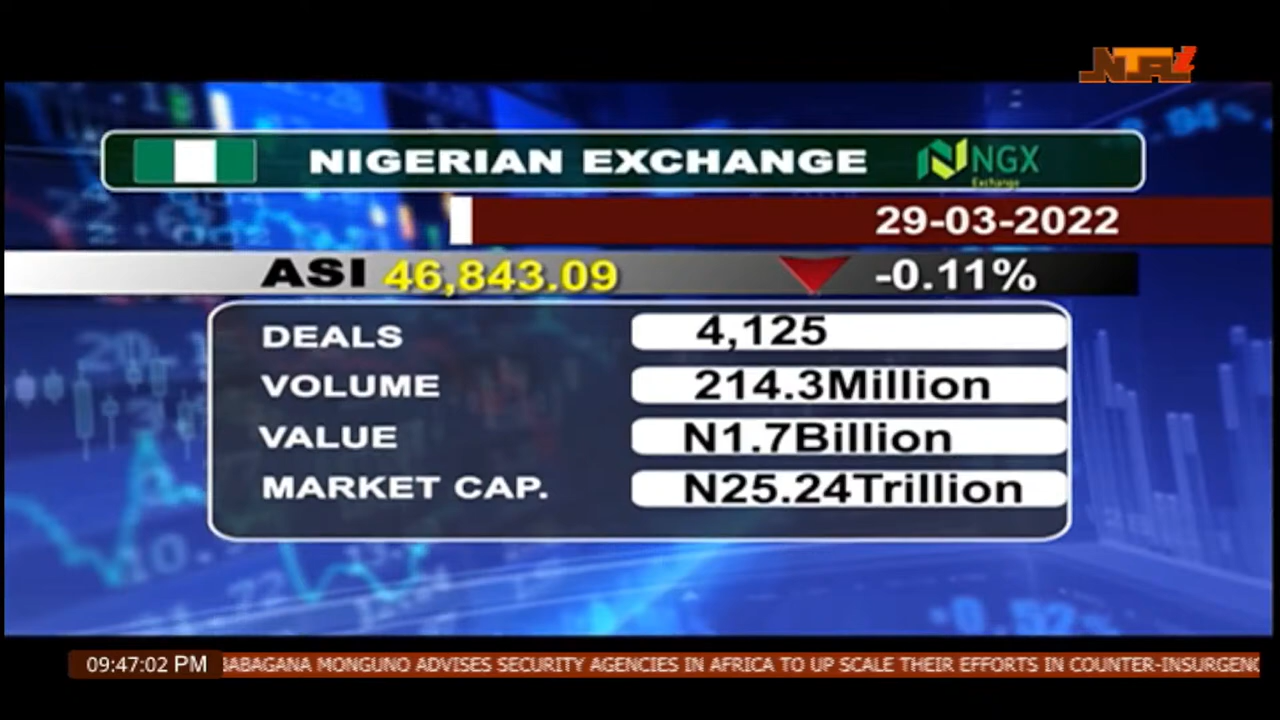 NTA
NIGERIAN EXCHANGE
NGX
Exchange
29-03-2022
ASI 46,843.09 -0.11%
DEALS 4,125
VOLUME 214.3Million
VALUE N1.7Billion
MARKET CAP. N25.24Trillion
09:47:02 PM BABAGANA MONGUNO ADVISES SECURITY AGENCIES IN AFRICA TO UP SCALE THEIR EFFORTS IN COUNTER-INSURGENC